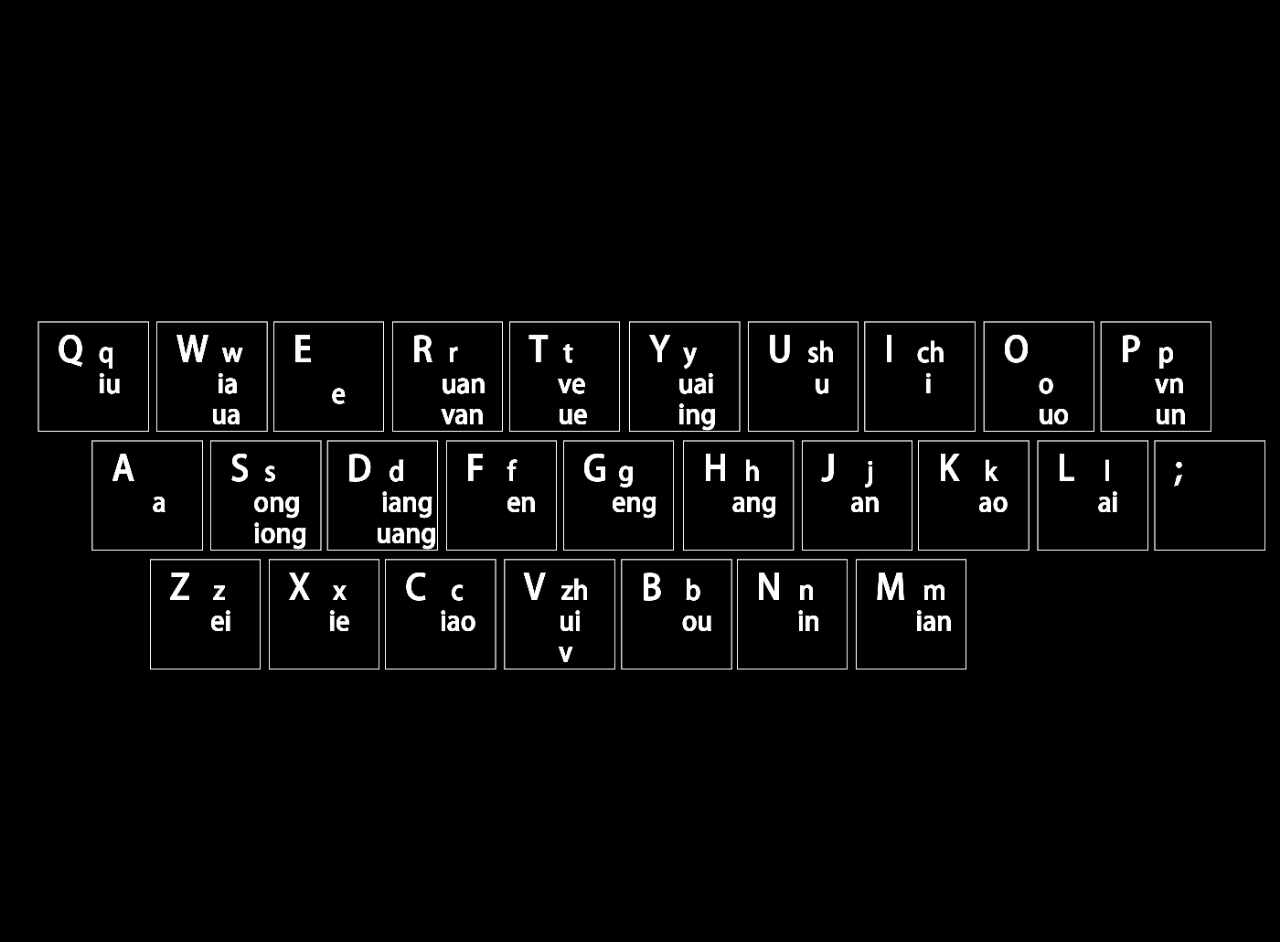 Q q W w E R r T t Y y U sh I ch O P p
iu ia e uan ve uai u i o vn
ua van ue ing uo un
A S s D d F f G g H h J j K k L l ;
a ong iang en eng ang an ao ai
iong uang
Z z X x C c V zh B b N n M m
ei ie iao ui ou in ian
v